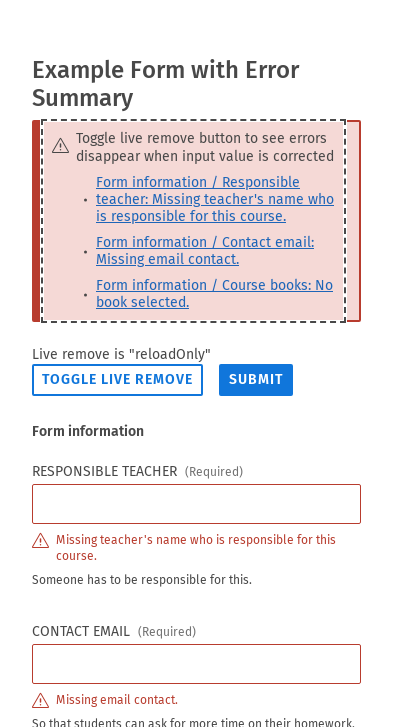 Example Form with Error
Summary
Toggle live remove button to see errors
disappear when input value is corrected
Form information / Responsible
teacher: Missing teacher's name who
is responsible for this course.
Form information / Contact email:
Missing email contact.
Form information / Course books: No
book selected.
Live remove is "reloadOnly"
TOGGLE LIVE REMOVE SUBMIT
Form information
RESPONSIBLE TEACHER (Required)
Missing teacher's name who is responsible for this
course.
Someone has to be responsible for this.
CONTACT EMAIL (Required)
Missing email contact.
So that students can ask for more time on their homework.